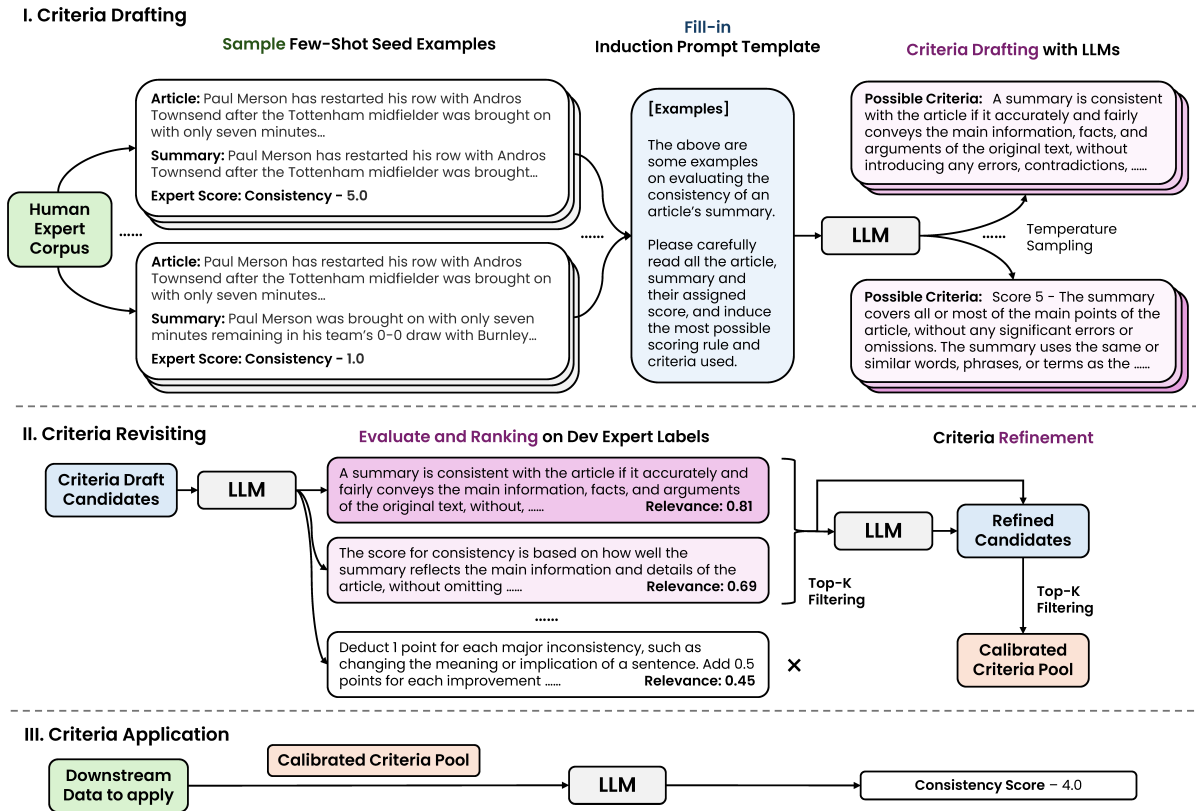 I. Criteria Drafting
Sample Few-Shot Seed Examples
Fill-in
Induction Prompt Template
Criteria Drafting with LLMs
Human
Expert
Corpus
......
Article: Paul Merson has restarted his row with Andros
Townsend after the Tottenham midfielder was brought on
with only seven minutes...
Summary: Paul Merson has restarted his row with Andros
Townsend after the Tottenham midfielder was brought...
Expert Score: Consistency - 5.0
Article: Paul Merson has restarted his row with Andros
Townsend after the Tottenham midfielder was brought on
with only seven minutes...
Summary: Paul Merson was brought on with only seven
minutes remaining in his team's 0-0 draw with Burnley...
Expert Score: Consistency - 1.0
......
[Examples]
The above are
some examples
on evaluating the
consistency of an
article's summary.
Please carefully
read all the article,
summary and
their assigned
score, and induce
the most possible
scoring rule and
criteria used.
LLM
Possible Criteria: A summary is consistent
with the article if it accurately and fairly
conveys the main information, facts, and
arguments of the original text, without
introducing any errors, contradictions, ......
......
Temperature
Sampling
Possible Criteria: Score 5 - The summary
covers all or most of the main points of the
article, without any significant errors or
omissions. The summary uses the same or
similar words, phrases, or terms as the ......
II. Criteria Revisiting
Evaluate and Ranking on Dev Expert Labels
Criteria Refinement
Criteria Draft
Candidates
LLM
A summary is consistent with the article if it accurately and
fairly conveys the main information, facts, and arguments
of the original text, without, ......
Relevance: 0.81
The score for consistency is based on how well the
summary reflects the main information and details of the
article, without omitting ......
Relevance: 0.69
......
Deduct 1 point for each major inconsistency, such as
changing the meaning or implication of a sentence. Add 0.5
points for each improvement ......
Relevance: 0.45
×
Top-K
Filtering
LLM
Refined
Candidates
Top-K
Filtering
Calibrated
Criteria Pool
III. Criteria Application
Downstream
Data to apply
Calibrated Criteria Pool
LLM
Consistency Score – 4.0